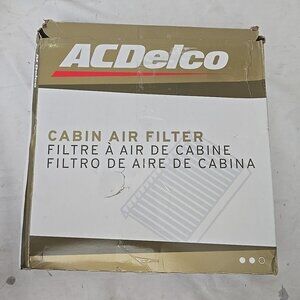 ACDelco
CABIN AIR FILTER
FILTRE À AIR DE CABINE
FILTRO DE AIRE DE CABINA